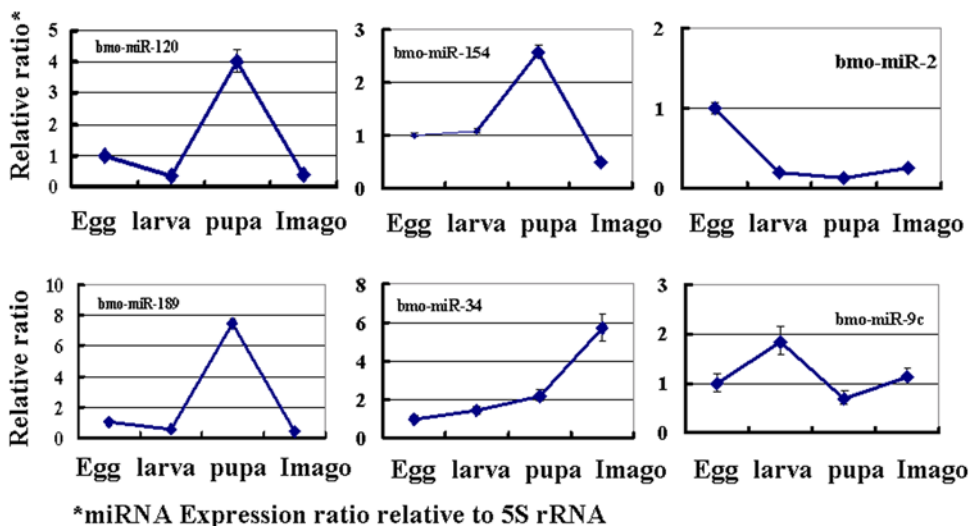 Relative ratio*
5
4
3
2
1
0
bmo-miR-120
Egg larva pupa Imago
3
2
1
0
bmo-miR-154
Egg larva pupa Imago
2
1
0
bmo-miR-2
Egg larva pupa Imago
Relative ratio
10
8
6
4
2
0
bmo-miR-189
Egg larva pupa Imago
8
6
4
2
0
bmo-miR-34
Egg larva pupa Imago
3
2
1
0
bmo-miR-9c
Egg larva pupa Imago
*miRNA Expression ratio relative to 5S rRNA